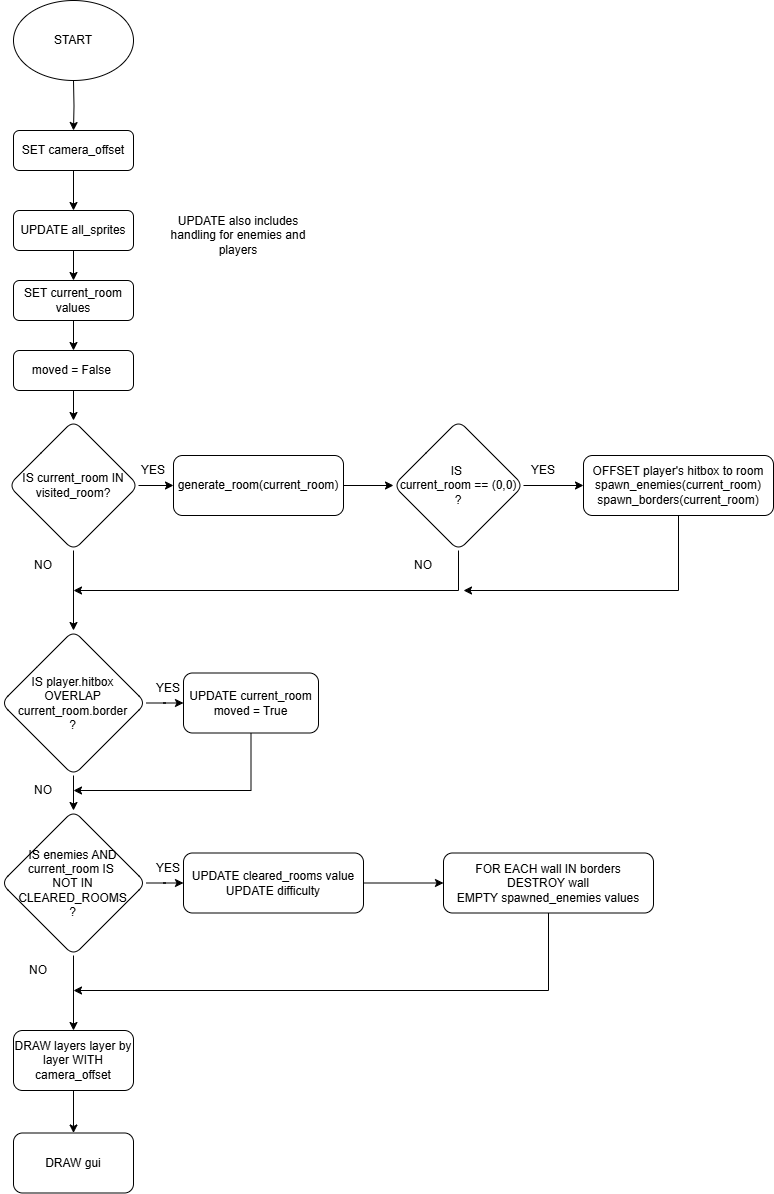 START
SET camera_offset
UPDATE all_sprites
UPDATE also includes
handling for enemies and
players
SET current_room
values
moved = False
IS current_room IN
visited_room?
YES
generate_room(current_room)
IS
current_room == (0,0)
?
YES
OFFSET player's hitbox to room
spawn_enemies(current_room)
spawn_borders(current_room)
NO
NO
IS player.hitbox
OVERLAP
current_room.border
?
YES
UPDATE current_room
moved = True
NO
IS enemies AND
current_room IS
NOT IN
CLEARED_ROOMS
?
YES
UPDATE cleared_rooms value
UPDATE difficulty
FOR EACH wall IN borders
DESTROY wall
EMPTY spawned_enemies values
NO
DRAW layers layer by
layer WITH
camera_offset
DRAW gui